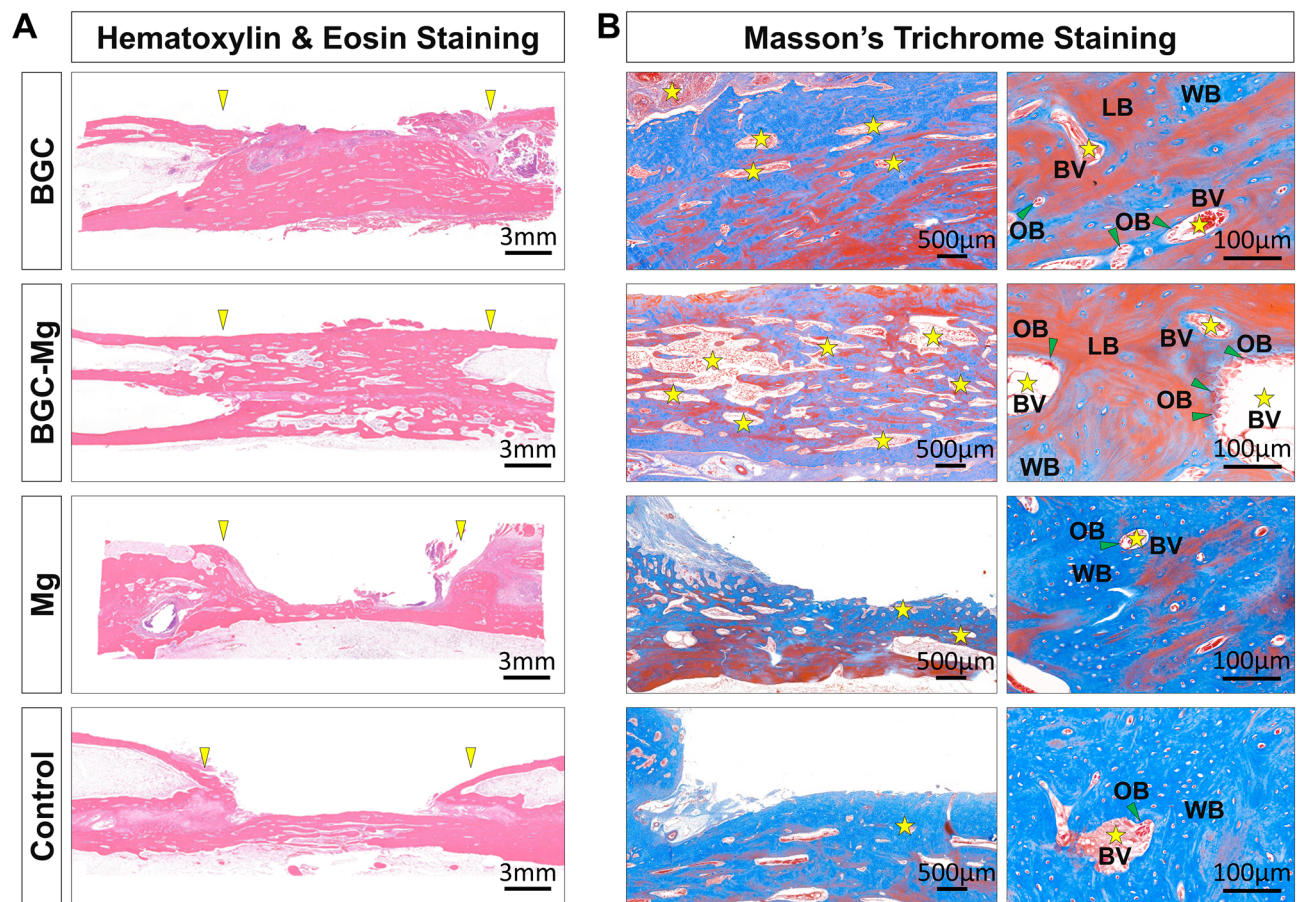 A
Hematoxylin & Eosin Staining
B
Masson's Trichrome Staining
BGC
3mm
500μm
LB
WB
BV
BV
OB
OB
100μm
BGC-Mg
3mm
500μm
OB
LB
BV
OB
OB
BV
BV
WB
100μm
Mg
3mm
500μm
OB
BV
WB
100μm
Control
3mm
500μm
OB
WB
BV
100μm